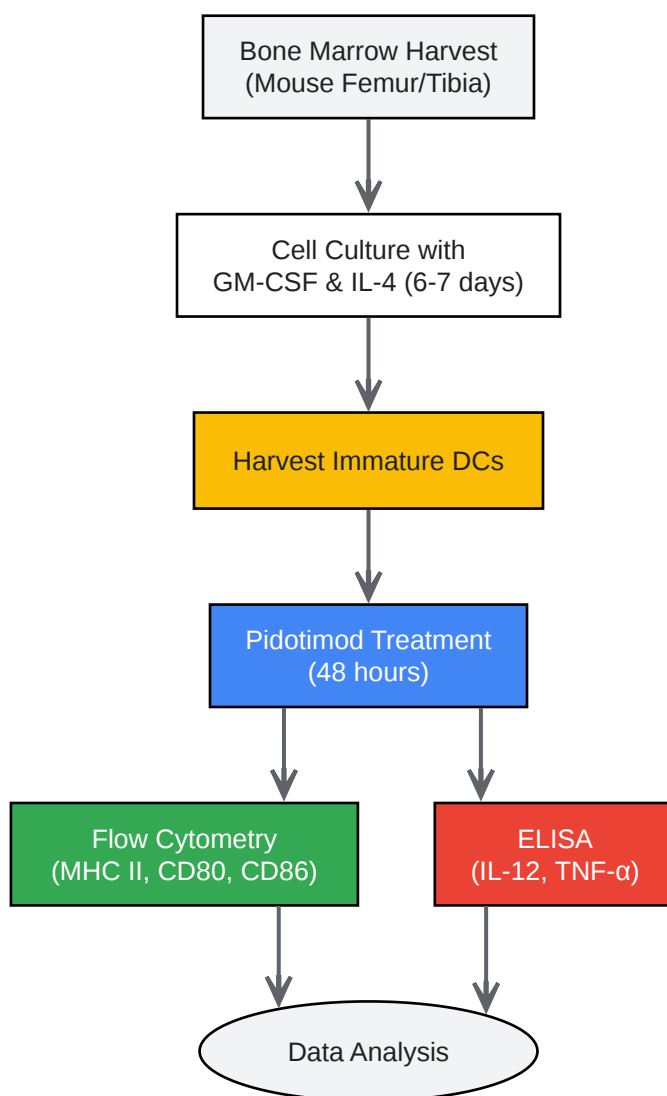 Bone Marrow Harvest
(Mouse Femur/Tibia)
Cell Culture with
GM-CSF & IL-4 (6-7 days)
Harvest Immature DCs
Pidotimod Treatment
(48 hours)
Flow Cytometry
(MHC II, CD80, CD86)
ELISA
(IL-12, TNF-α)
Data Analysis